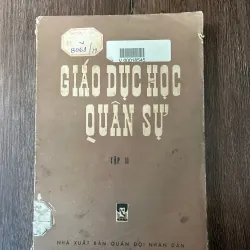 GIÁO DỤC HỌC
QUÂN SỰ
TẬP II
NHÀ XUẤT BẢN QUÂN ĐỘI NHÂN DÂN